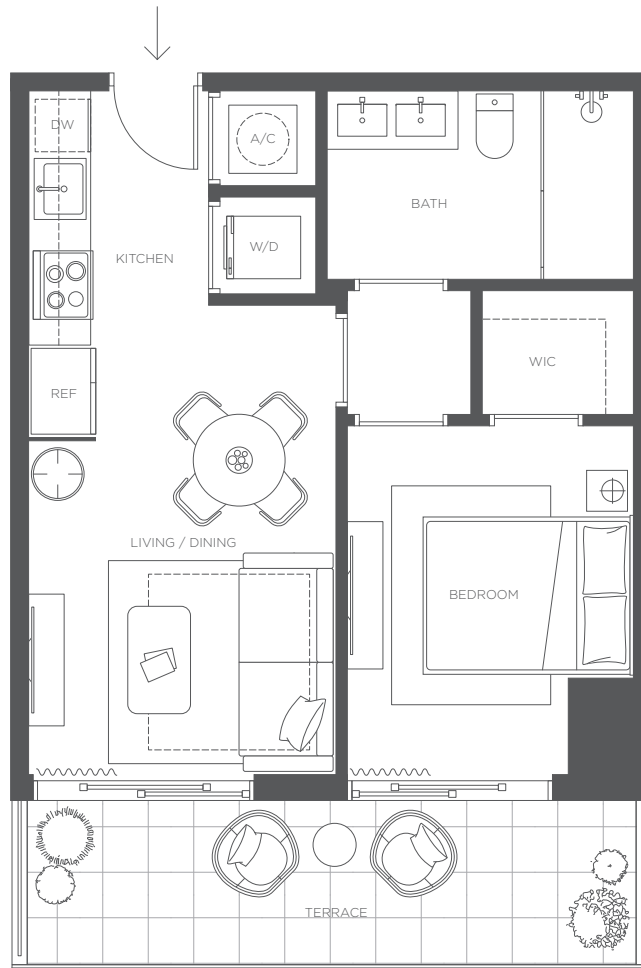 DW
A/C
BATH
W/D
KITCHEN
WIC
REF
LIVING / DINING
BEDROOM
TERRACE